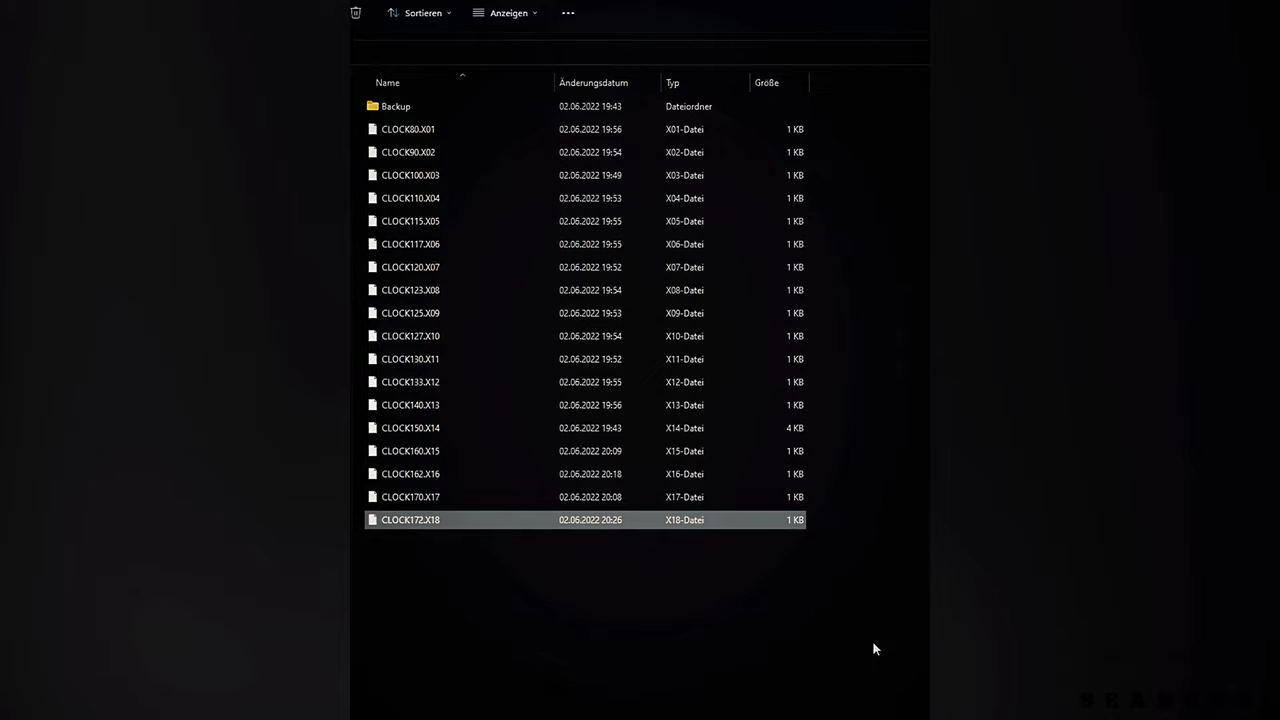 Sortieren Anzeigen
Name Änderungsdatum Typ Größe
Backup 02.06.2022 19:43 Dateiordner
CLOCK80.X01 02.06.2022 19:56 X01-Datei 1 KB
CLOCK90.X02 02.06.2022 19:54 X02-Datei 1 KB
CLOCK100.X03 02.06.2022 19:49 X03-Datei 1 KB
CLOCK110.X04 02.06.2022 19:53 X04-Datei 1 KB
CLOCK115.X05 02.06.2022 19:55 X05-Datei 1 KB
CLOCK117.X06 02.06.2022 19:55 X06-Datei 1 KB
CLOCK120.X07 02.06.2022 19:52 X07-Datei 1 KB
CLOCK123.X08 02.06.2022 19:54 X08-Datei 1 KB
CLOCK125.X09 02.06.2022 19:53 X09-Datei 1 KB
CLOCK127.X10 02.06.2022 19:54 X10-Datei 1 KB
CLOCK130.X11 02.06.2022 19:52 X11-Datei 1 KB
CLOCK133.X12 02.06.2022 19:55 X12-Datei 1 KB
CLOCK140.X13 02.06.2022 19:56 X13-Datei 1 KB
CLOCK150.X14 02.06.2022 19:43 X14-Datei 4 KB
CLOCK160.X15 02.06.2022 20:09 X15-Datei 1 KB
CLOCK162.X16 02.06.2022 20:18 X16-Datei 1 KB
CLOCK170.X17 02.06.2022 20:08 X17-Datei 1 KB
CLOCK172.X18 02.06.2022 20:26 X18-Datei 1 KB